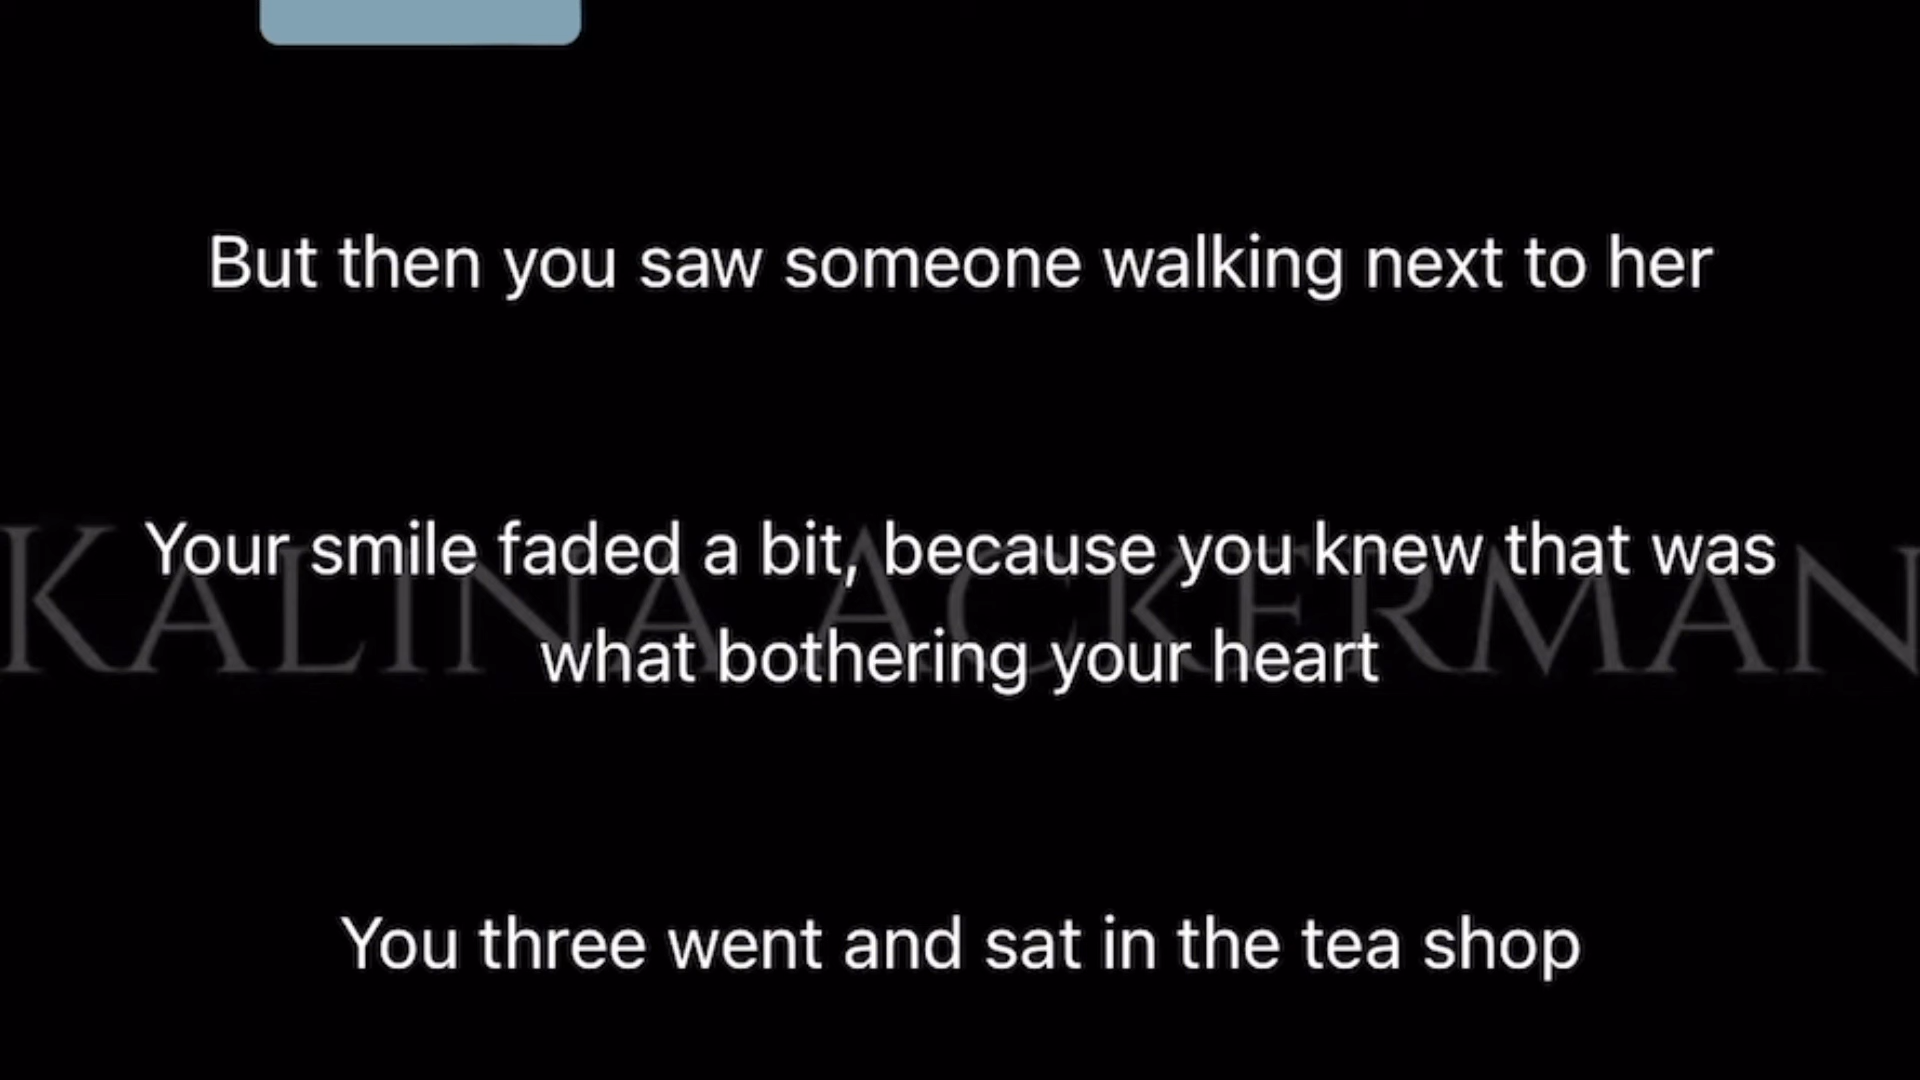 But then you saw someone walking next to her
Your smile faded a bit, because you knew that was
KALINA ACKERMAN
what bothering your heart
You three went and sat in the tea shop